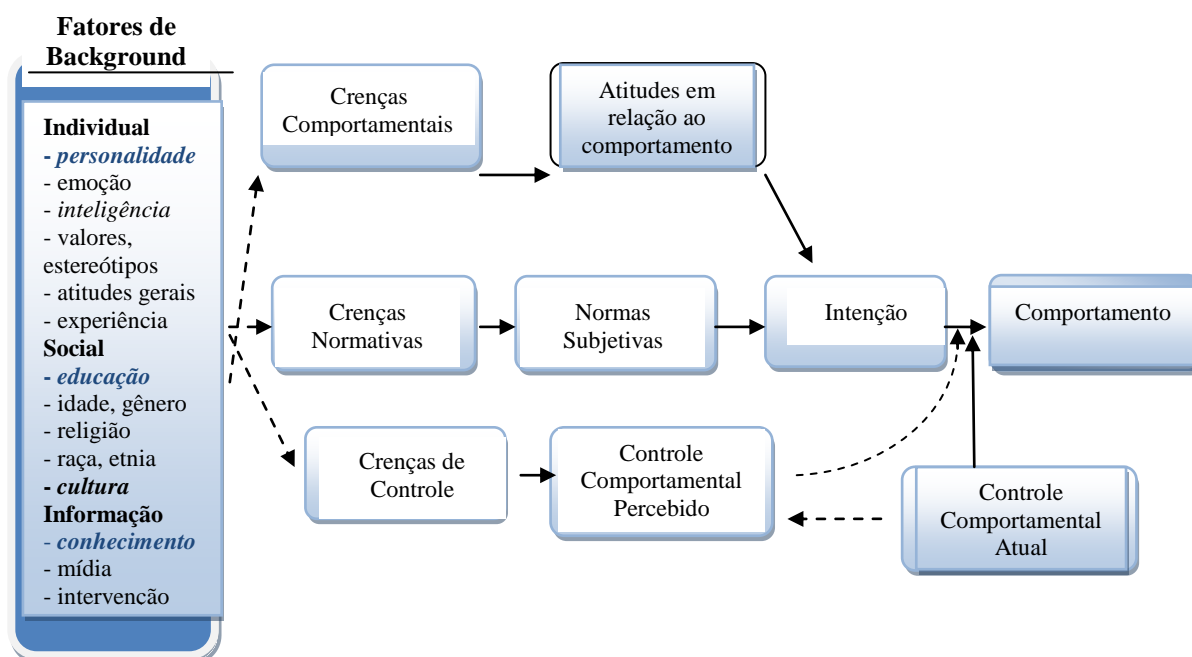 Fatores de
Background
Individual
- personalidade
- emoção
- inteligência
- valores,
estereótipos
- atitudes gerais
- experiência
Social
- educação
- idade, gênero
- religião
- raça, etnia
- cultura
Informação
- conhecimento
- mídia
- intervenção
Crenças
Comportamentais
Atitudes em
relação ao
comportamento
Crenças
Normativas
Normas
Subjetivas
Intenção
Comportamento
Crenças de
Controle
Controle
Comportamental
Percebido
Controle
Comportamental
Atual